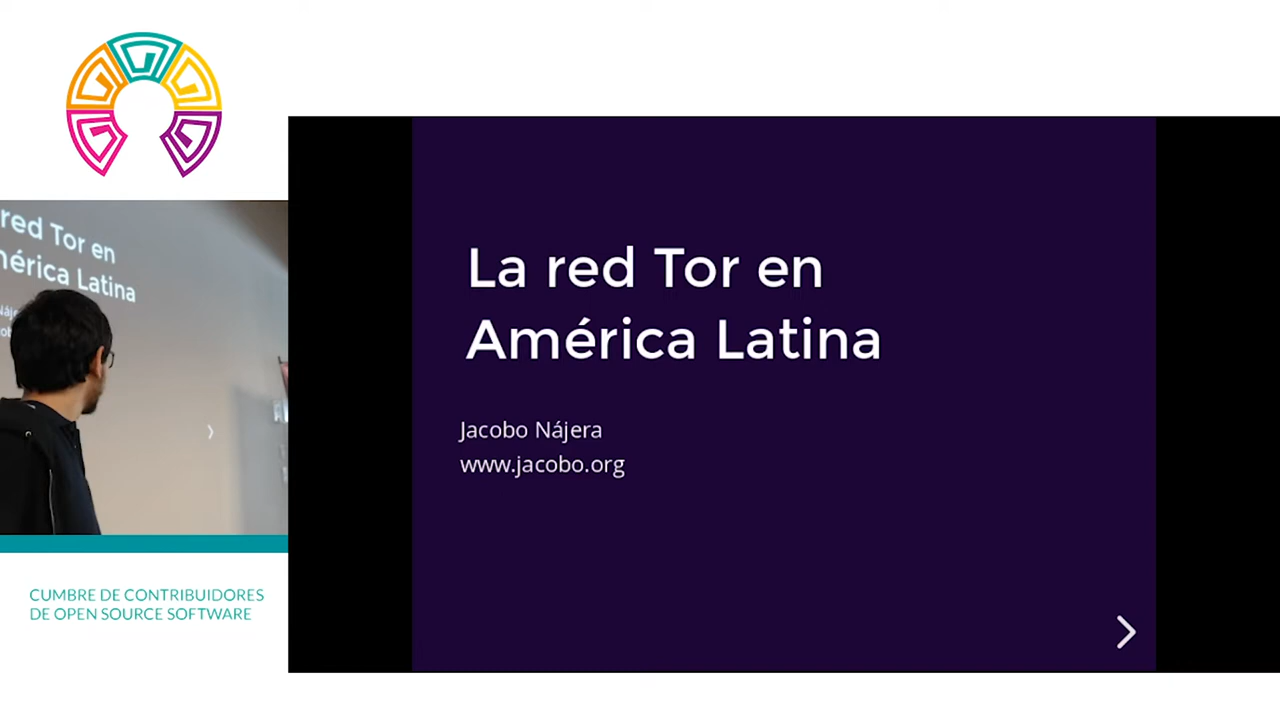 red Tor en
érica Latina
La red Tor en
América Latina
Jacobo Nájera
www.jacobo.org
CUMBRE DE CONTRIBUIDORES
DE OPEN SOURCE SOFTWARE